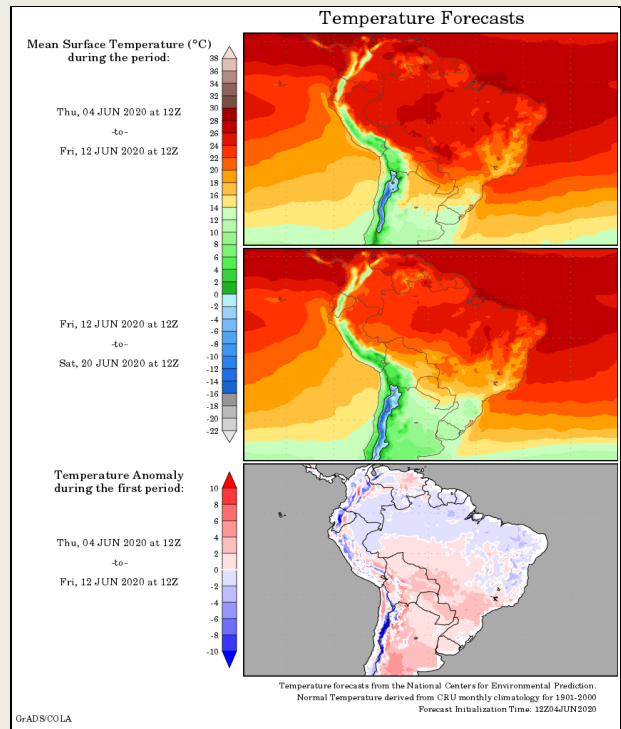 Temperature Forecasts
Mean Surface Temperature (°C)
during the period:
38
36
34
32
30
28
26
24
22
20
18
16
14
12
10
8
6
4
2
0
-2
-4
-6
-8
-10
-12
-14
-16
-18
-20
-22
Thu, 04 JUN 2020 at 12Z
-to-
Fri, 12 JUN 2020 at 12Z
Fri, 12 JUN 2020 at 12Z
-to-
Sat, 20 JUN 2020 at 12Z
Temperature Anomaly
during the first period:
10
8
6
4
2
0
-2
-4
-6
-8
-10
Thu, 04 JUN 2020 at 12Z
-to-
Fri, 12 JUN 2020 at 12Z
Temperature forecasts from the National Centers for Environmental Prediction.
Normal Temperature derived from CRU monthly climatology for 1901-2000
Forecast Initialization Time: 12Z04JUN2020
GrADS/COLA